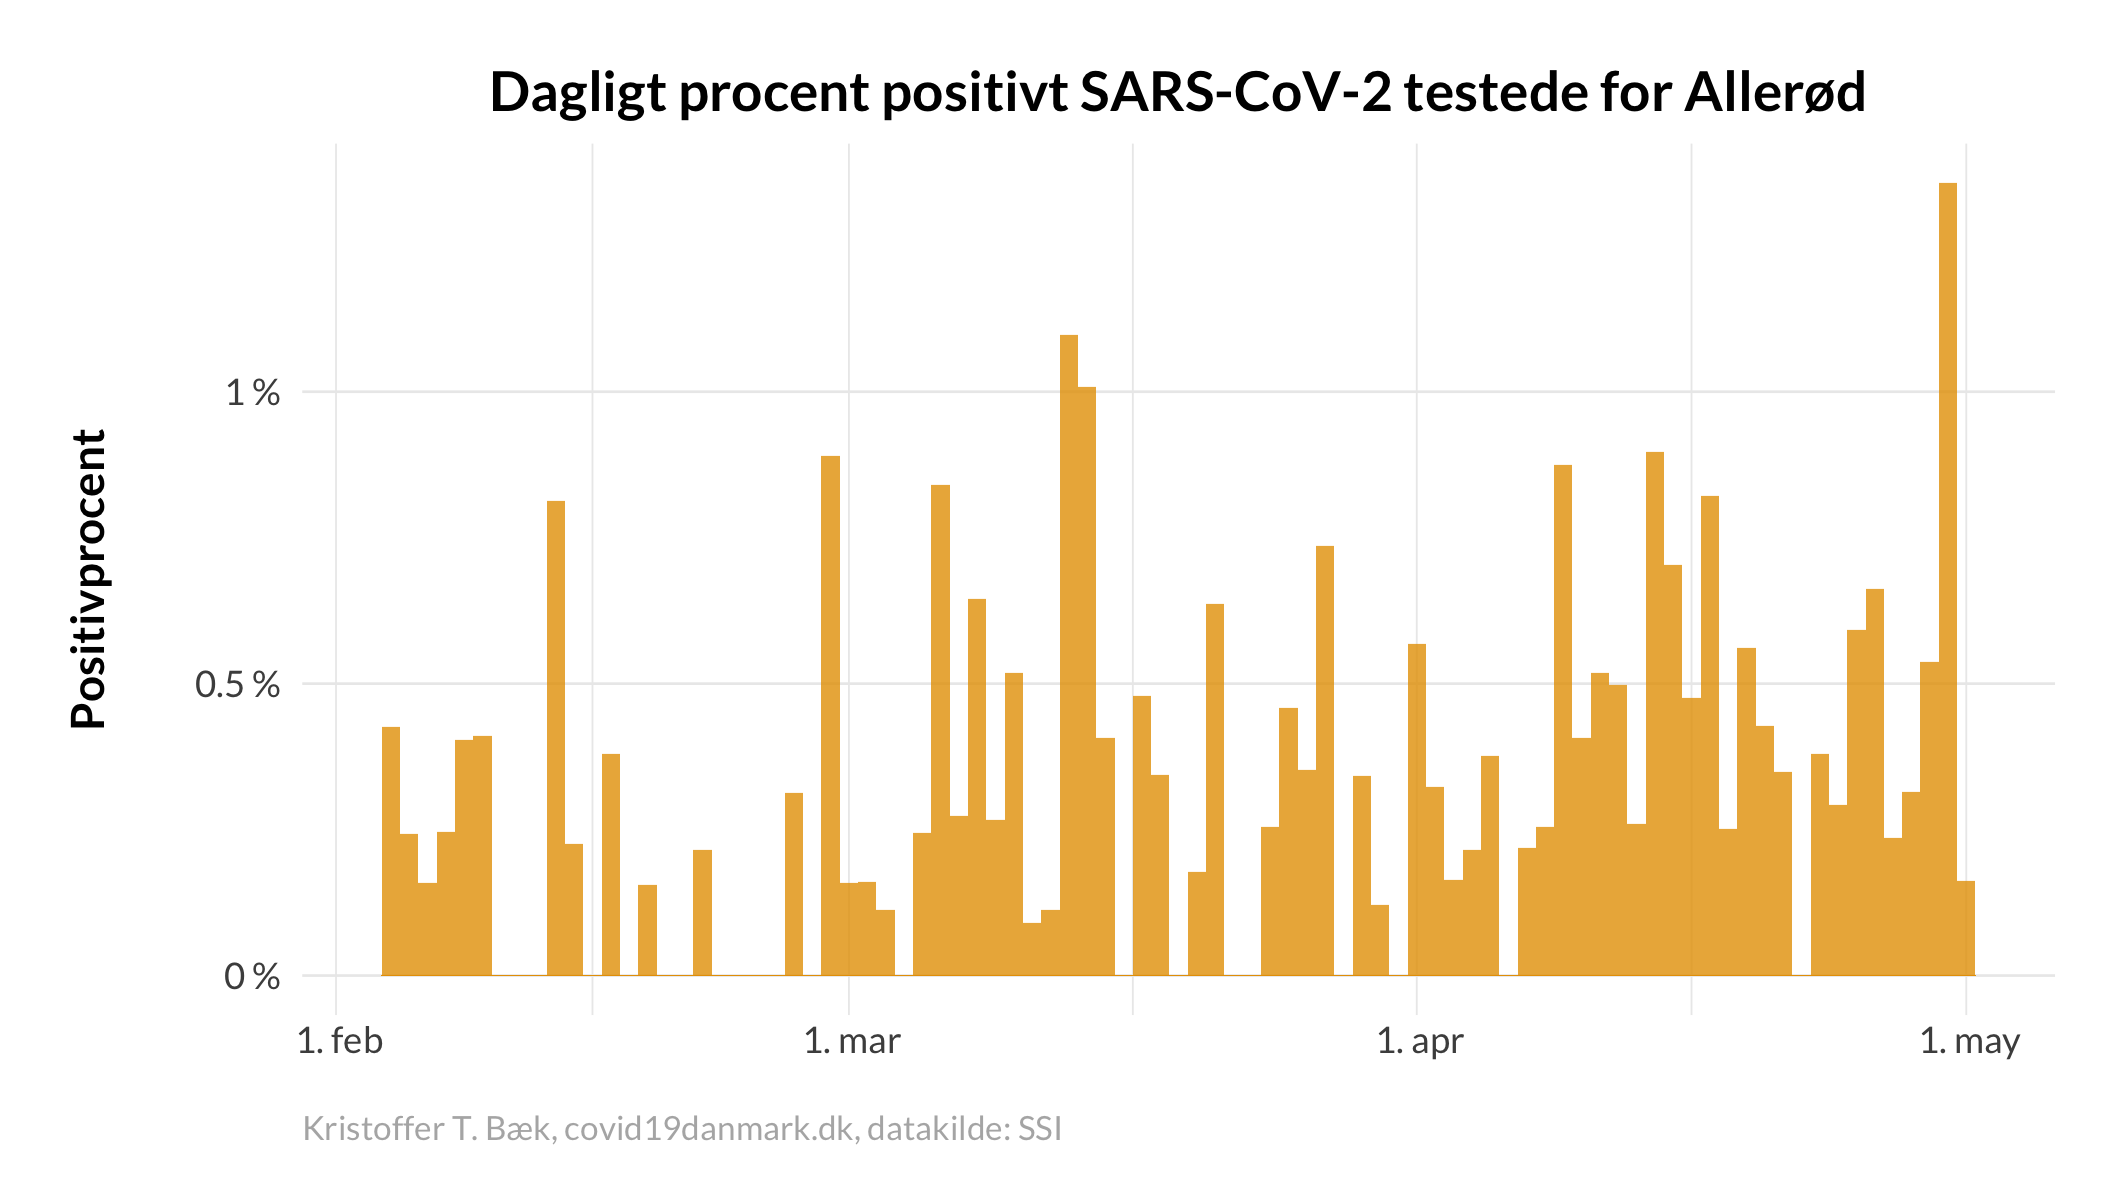 Dagligt procent positivt SARS-CoV-2 testede for Allerød
Positivprocent
1 %
0.5 %
0 %
1. feb
1. mar
1. apr
1. may
Kristoffer T. Bæk, covid19danmark.dk, datakilde: SSI